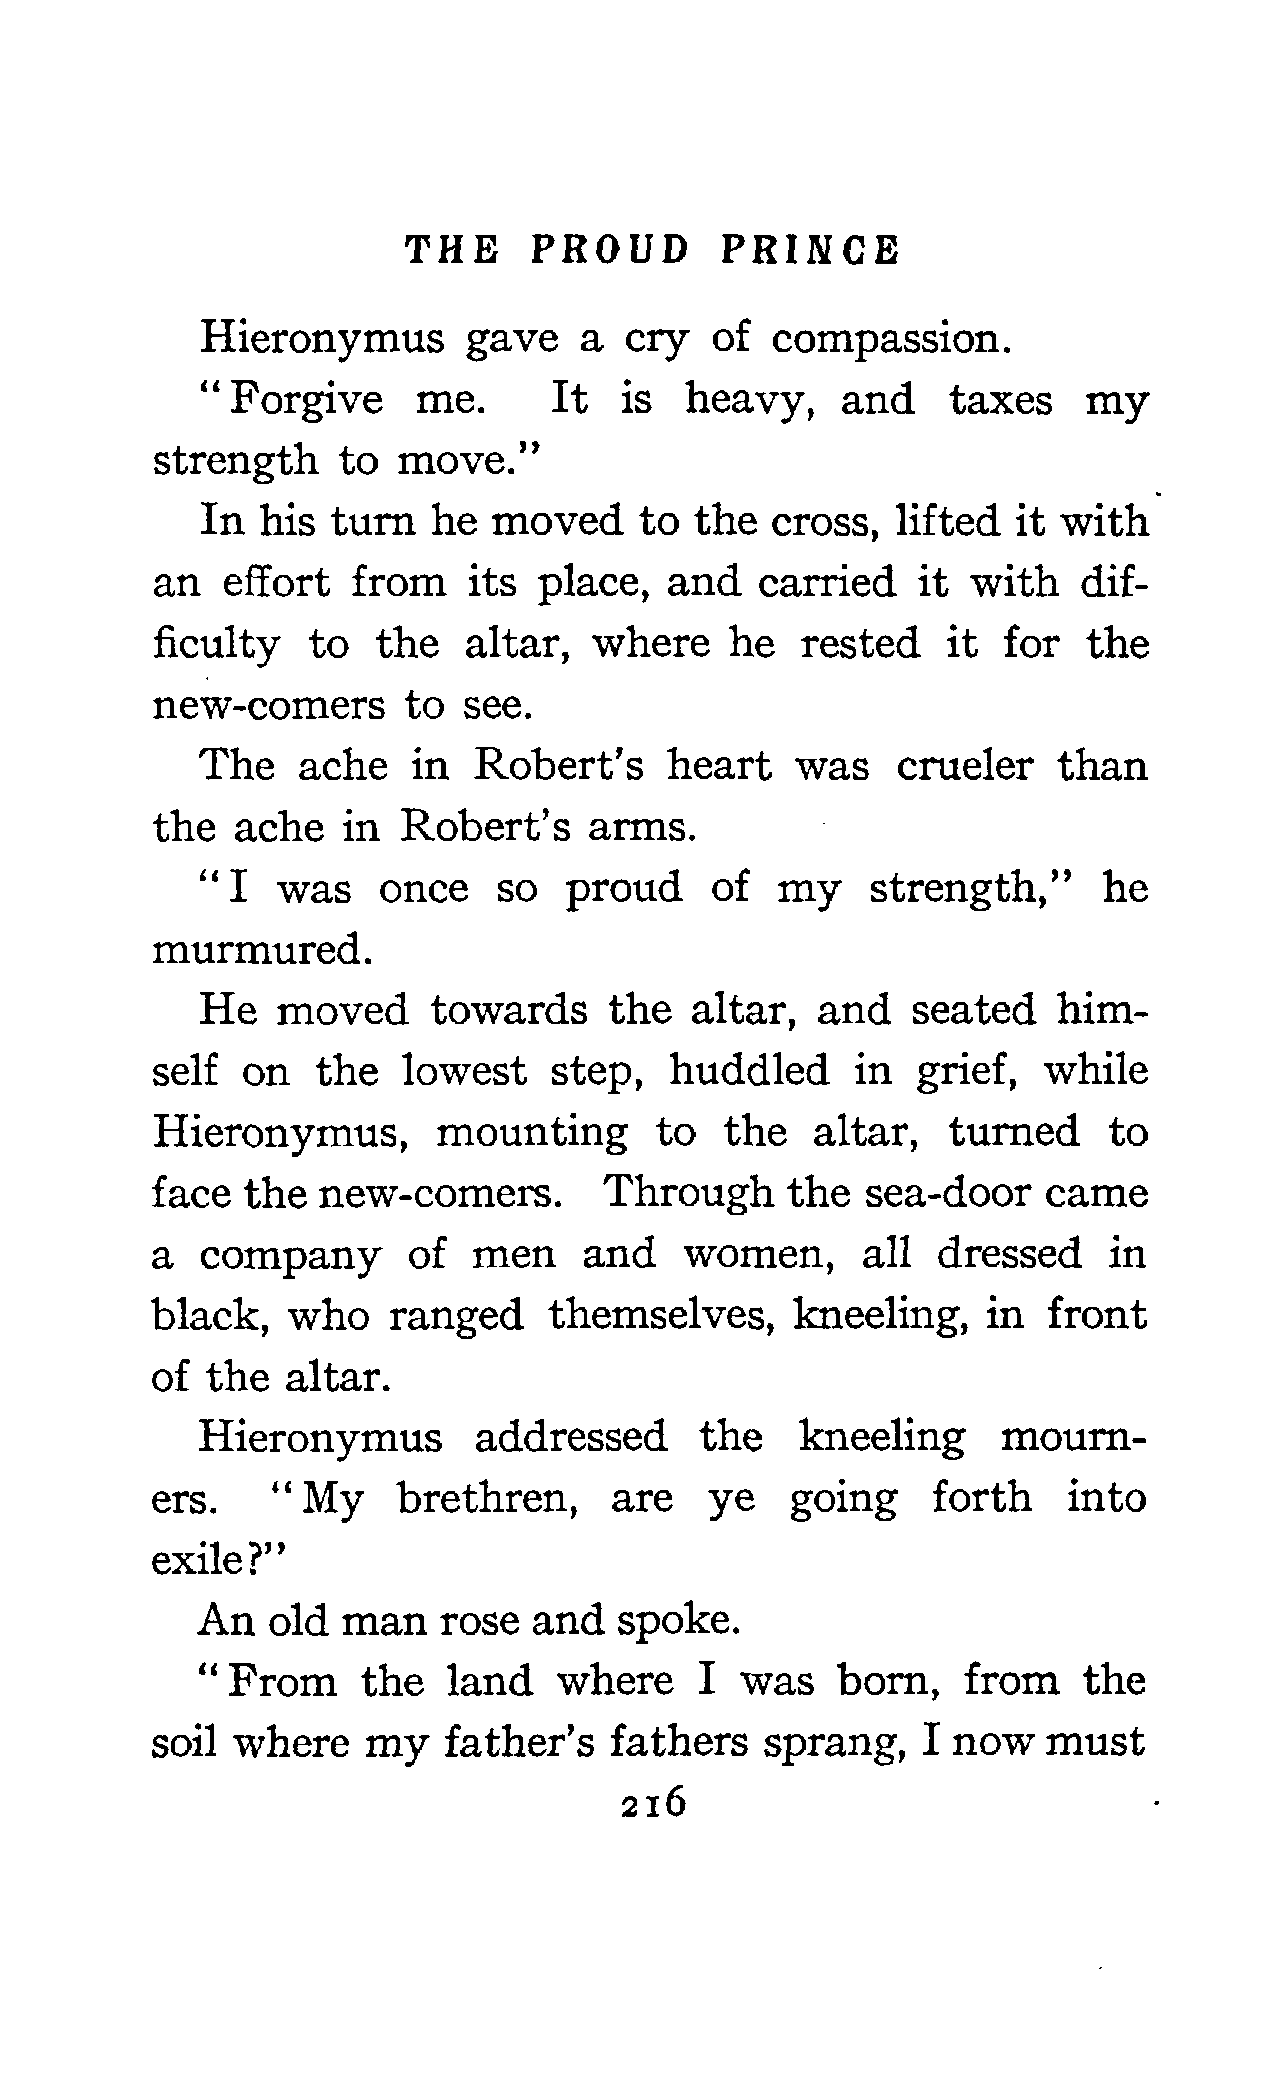 THE PROUD PRINCE
Hieronymus gave a cry of compassion.
"Forgive me. It is heavy, and taxes my
strength to move."
In his turn he moved to the cross, lifted it with
an effort from its place, and carried it with dif-
ficulty to the altar, where he rested it for the
new-comers to see.
The ache in Robert's heart was crueler than
the ache in Robert's arms.
"I was once so proud of my strength," he
murmured.
He moved towards the altar, and seated him-
self on the lowest step, huddled in grief, while
Hieronymus, mounting to the altar, turned to
face the new-comers. Through the sea-door came
a company of men and women, all dressed in
black, who ranged themselves, kneeling, in front
of the altar.
Hieronymus addressed the kneeling mourn-
ers. "My brethren, are ye going forth into
exile?"
An old man rose and spoke.
"From the land where I was born, from the
soil where my father's fathers sprang, I now must
216